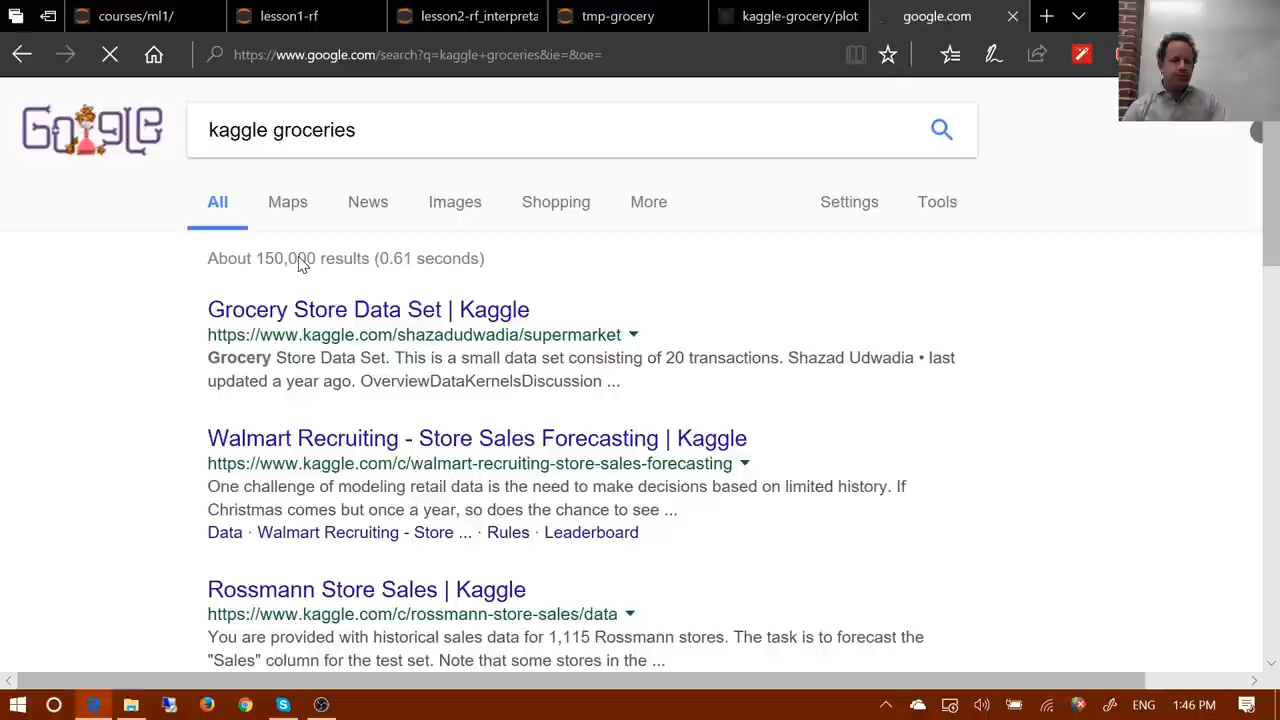 courses/ml1/
lesson1-rf
lesson2-rf_interpreta
tmp-grocery
kaggle-grocery/plot
google.com
https://www.google.com/search?q=kaggle+groceries&ie=&oe=
Google
kaggle groceries
All
Maps
News
Images
Shopping
More
Settings
Tools
About 150,000 results (0.61 seconds)
Grocery Store Data Set | Kaggle
https://www.kaggle.com/shazadudwadia/supermarket
Grocery Store Data Set. This is a small data set consisting of 20 transactions. Shazad Udwadia • last
updated a year ago. OverviewDataKernelsDiscussion ...
Walmart Recruiting - Store Sales Forecasting | Kaggle
https://www.kaggle.com/c/walmart-recruiting-store-sales-forecasting
One challenge of modeling retail data is the need to make decisions based on limited history. If
Christmas comes but once a year, so does the chance to see ...
Data · Walmart Recruiting - Store ... · Rules · Leaderboard
Rossmann Store Sales | Kaggle
https://www.kaggle.com/c/rossmann-store-sales/data
You are provided with historical sales data for 1,115 Rossmann stores. The task is to forecast the
"Sales" column for the test set. Note that some stores in the ...
ENG
1:46 PM